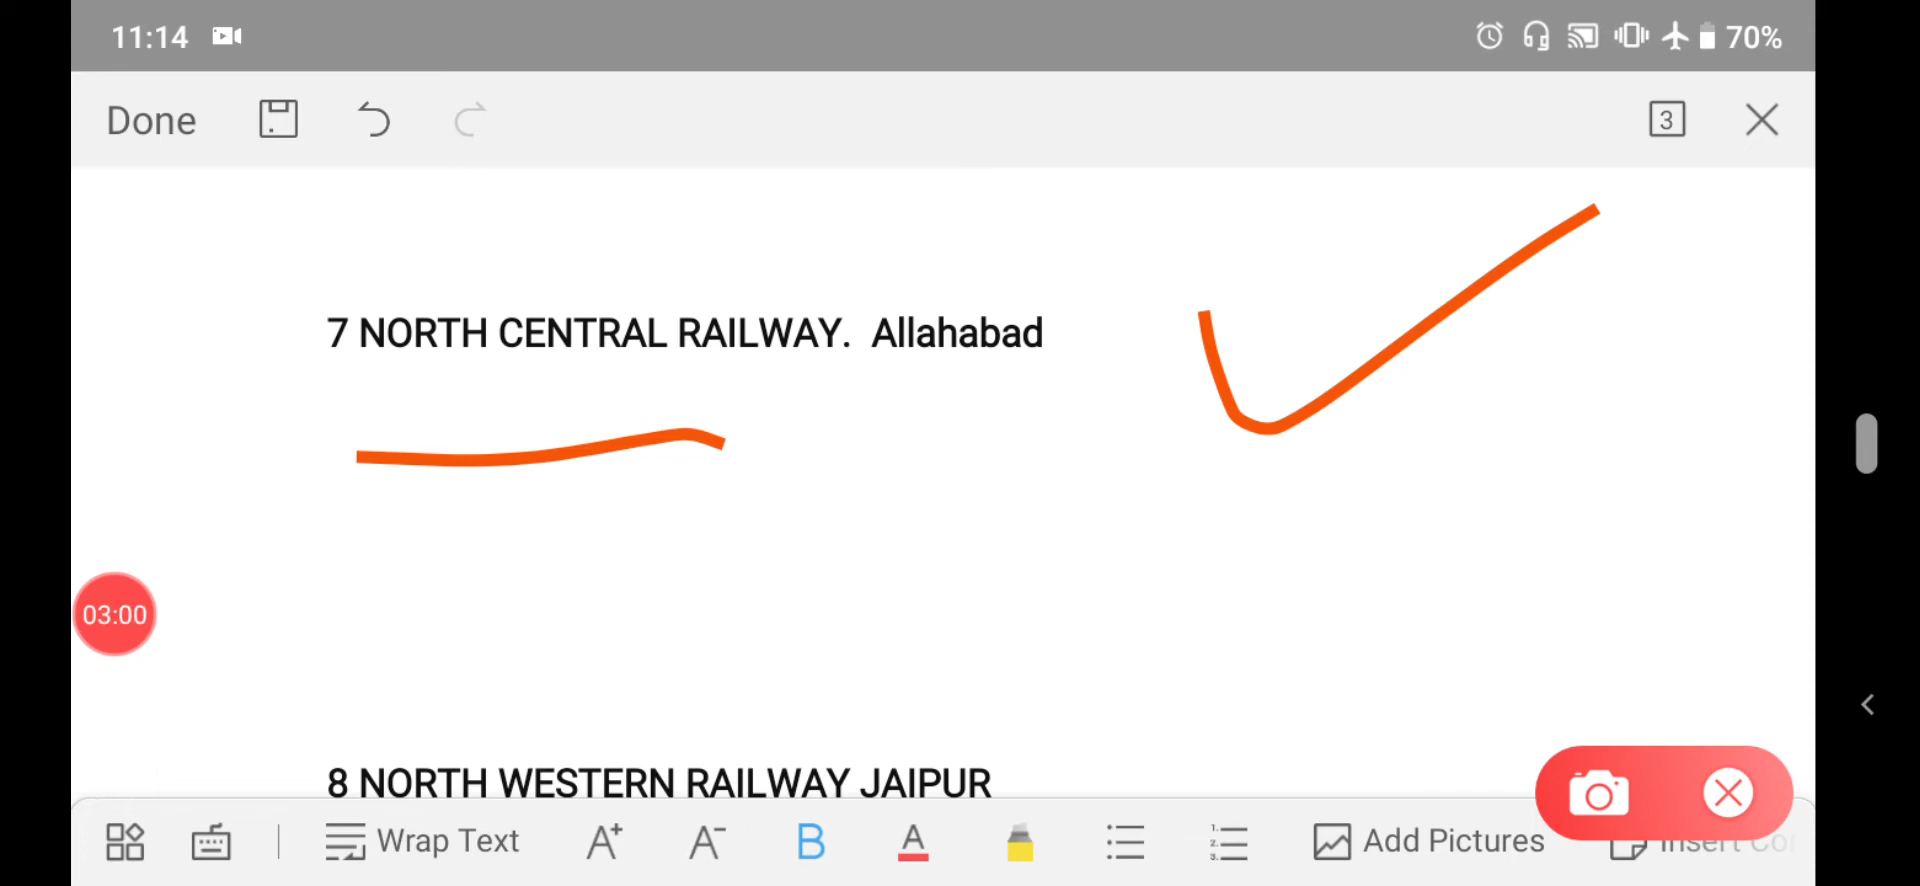 11:14 70%
Done 3
7 NORTH CENTRAL RAILWAY.  Allahabad
03:00
8 NORTH WESTERN RAILWAY JAIPUR
Wrap Text A+ A- B A Add Pictures Insert